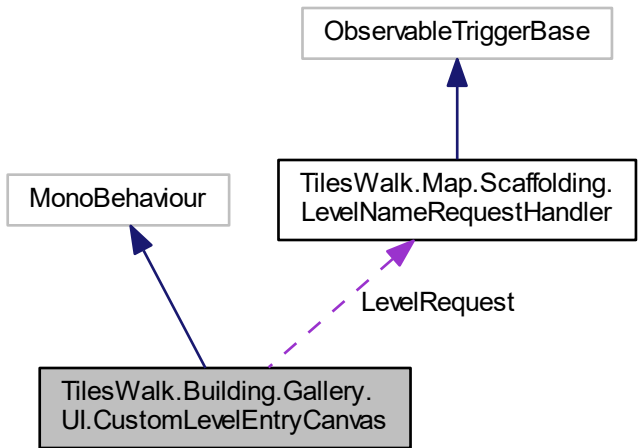 ObservableTriggerBase
MonoBehaviour
TilesWalk.Map.Scaffolding.
LevelNameRequestHandler
LevelRequest
TilesWalk.Building.Gallery.
UI.CustomLevelEntryCanvas